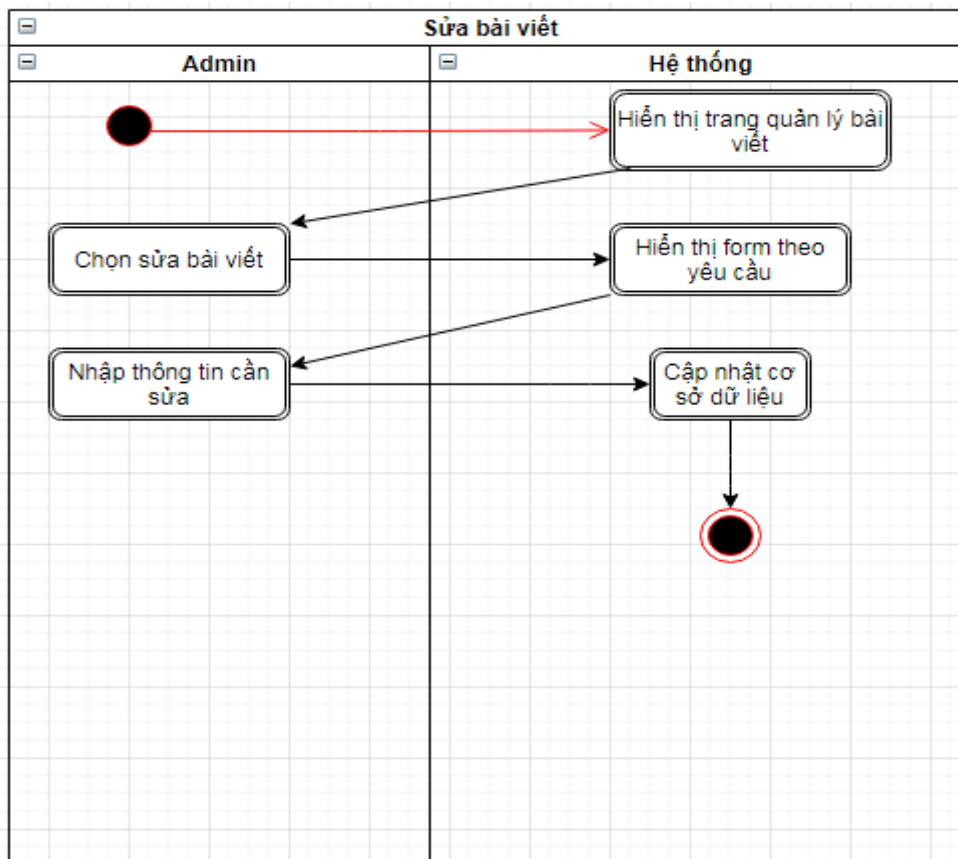 Sửa bài viết
Admin
Hệ thống
Hiển thị trang quản lý bài
viết
Chọn sửa bài viết
Hiển thị form theo
yêu cầu
Nhập thông tin cần
sửa
Cập nhật cơ
sở dữ liệu